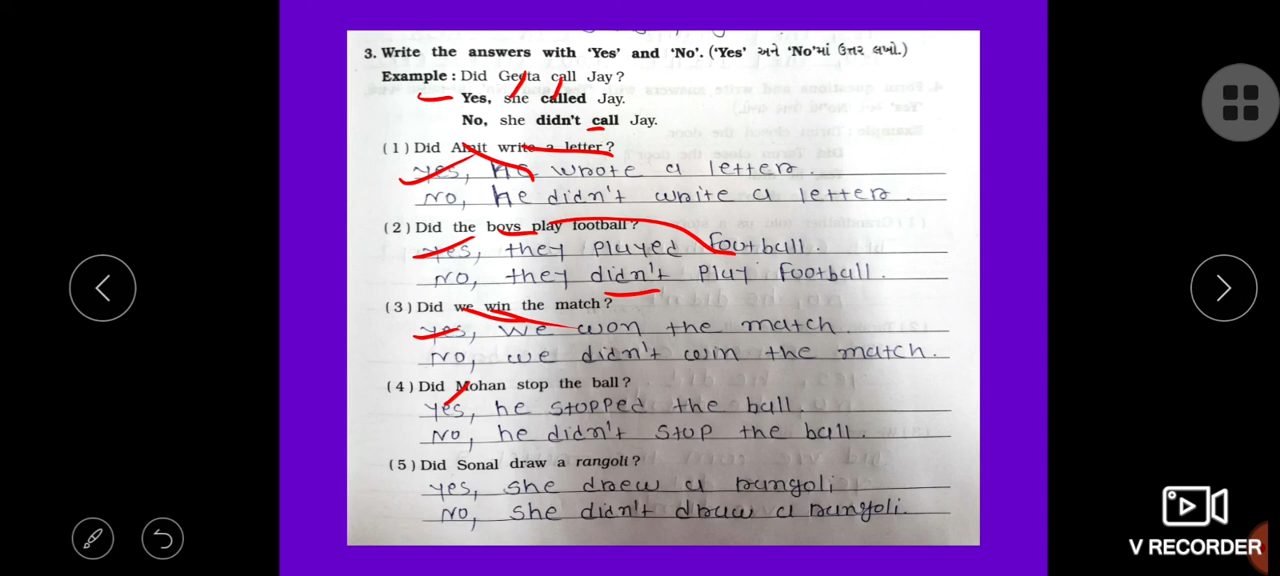 3. Write the answers with 'Yes' and 'No'. ('Yes' અને 'No'માં ઉત્તર લખો.)
Example : Did Geeta call Jay ?
Yes, she called Jay.
No, she didn't call Jay.
(1) Did Amit write a letter ?
Yes, he wrote a letter.
No, he didn't write a letter.
(2) Did the boys play football ?
Yes, they played football.
No, they didn't play football.
(3) Did we win the match ?
Yes, we won the match.
No, we didn't win the match.
(4) Did Mohan stop the ball ?
Yes, he stopped the ball.
No, he didn't stop the ball.
(5) Did Sonal draw a rangoli ?
Yes, she drew a rangoli
No, she didn't draw a rangoli.
V RECORDER